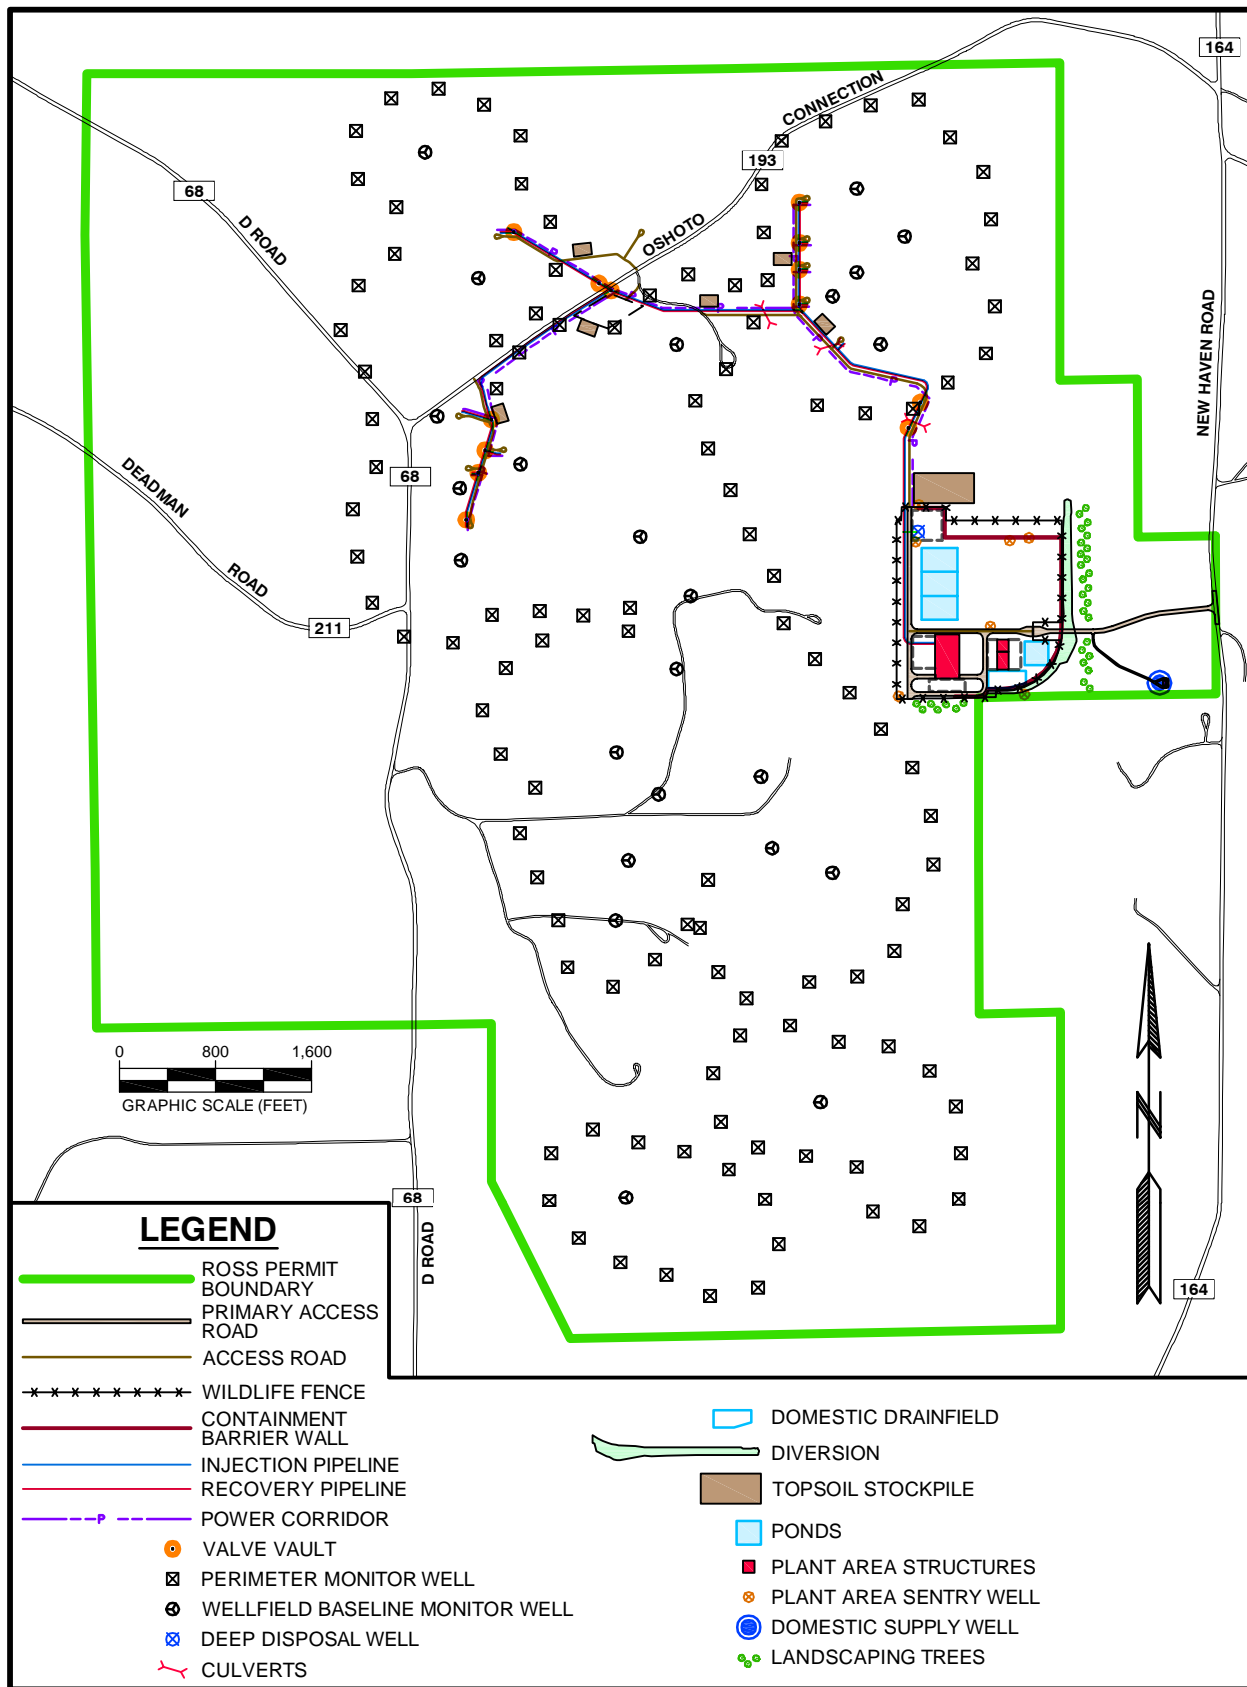 164
CONNECTION
193
68
D ROAD
OSHOTO
NEW HAVEN ROAD
DEADMAN
68
ROAD
211
P
P
P
P
P
P
P
0 800 1,600
GRAPHIC SCALE (FEET)
N
68
D ROAD
164
LEGEND
ROSS PERMIT
BOUNDARY
PRIMARY ACCESS
ROAD
ACCESS ROAD
WILDLIFE FENCE
CONTAINMENT
BARRIER WALL
INJECTION PIPELINE
RECOVERY PIPELINE
P POWER CORRIDOR
VALVE VAULT
PERIMETER MONITOR WELL
WELLFIELD BASELINE MONITOR WELL
DEEP DISPOSAL WELL
CULVERTS
DOMESTIC DRAINFIELD
DIVERSION
TOPSOIL STOCKPILE
PONDS
PLANT AREA STRUCTURES
PLANT AREA SENTRY WELL
DOMESTIC SUPPLY WELL
LANDSCAPING TREES